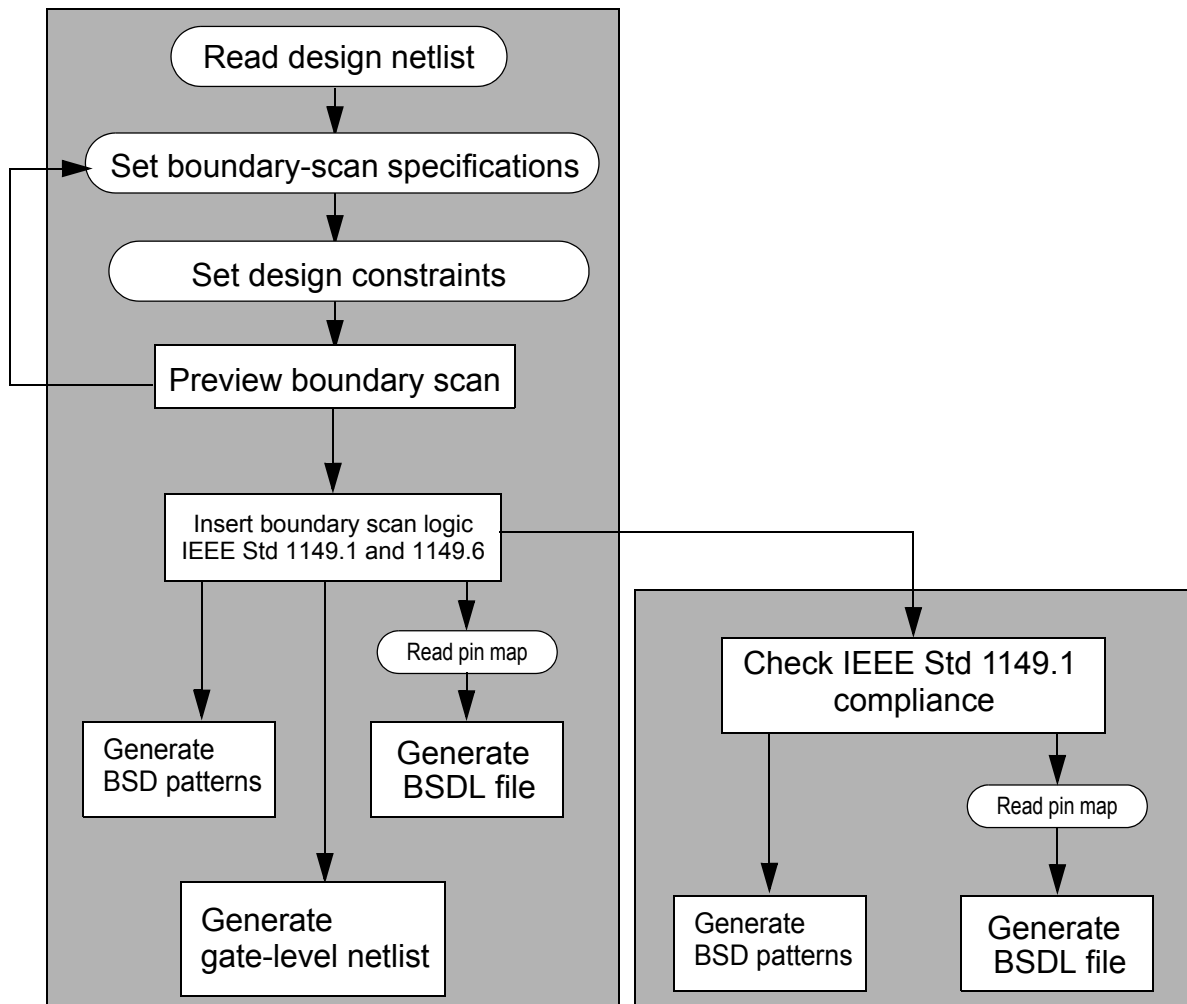 Read design netlist
Set boundary-scan specifications
Set design constraints
Preview boundary scan
Insert boundary scan logic
IEEE Std 1149.1 and 1149.6
Read pin map
Generate
BSD patterns
Generate
BSDL file
Generate
gate-level netlist
Check IEEE Std 1149.1
compliance
Read pin map
Generate
BSD patterns
Generate
BSDL file